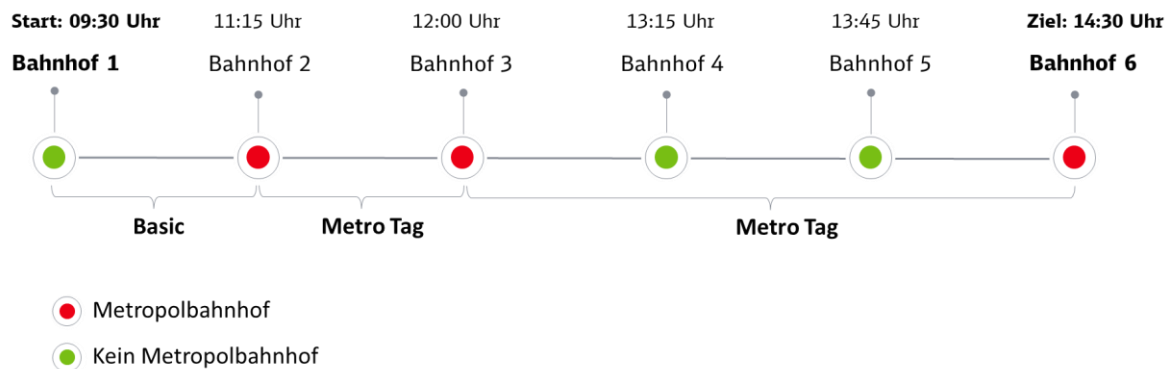 Start: 09:30 Uhr 11:15 Uhr 12:00 Uhr 13:15 Uhr 13:45 Uhr Ziel: 14:30 Uhr
Bahnhof 1 Bahnhof 2 Bahnhof 3 Bahnhof 4 Bahnhof 5 Bahnhof 6
Basic Metro Tag Metro Tag
Metropolbahnhof
Kein Metropolbahnhof